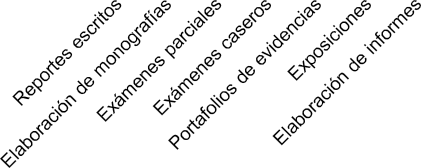 Reportes escritos
Elaboración de monografías
Exámenes parciales
Exámenes caseros
Portafolios de evidencias
Exposiciones
Elaboración de informes